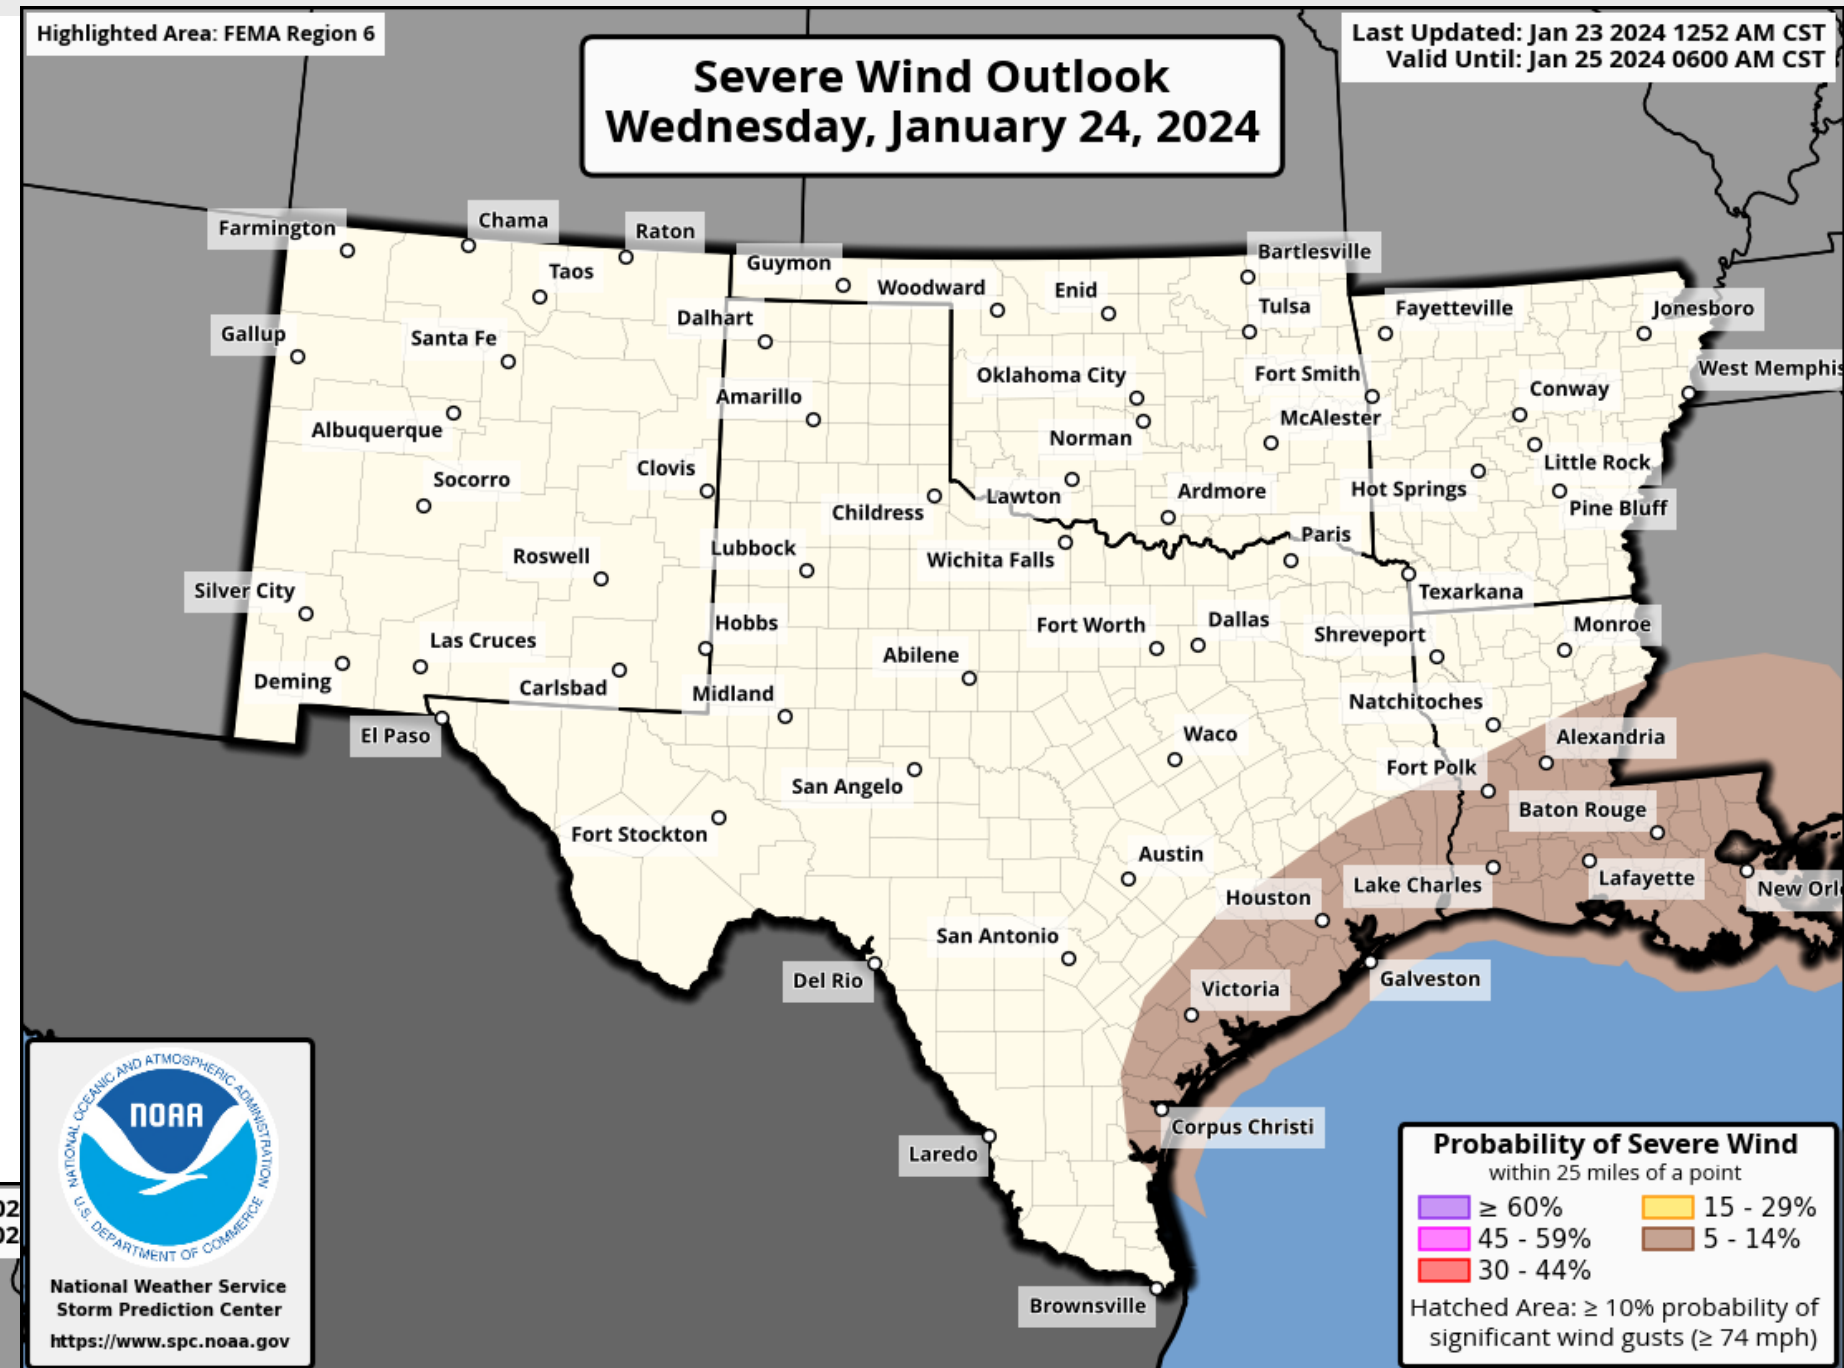 Highlighted Area: FEMA Region 6
Severe Wind Outlook
Wednesday, January 24, 2024
Last Updated: Jan 23 2024 1252 AM CST
Valid Until: Jan 25 2024 0600 AM CST
Farmington
Chama
Raton
Taos
Guymon
Woodward
Enid
Bartlesville
Tulsa
Fayetteville
Jonesboro
Gallup
Santa Fe
Dalhart
Oklahoma City
Fort Smith
West Memphis
Conway
Albuquerque
Amarillo
Norman
McAlester
Little Rock
Socorro
Clovis
Childress
Lawton
Ardmore
Hot Springs
Pine Bluff
Roswell
Lubbock
Wichita Falls
Paris
Silver City
Texarkana
Hobbs
Las Cruces
Abilene
Fort Worth
Dallas
Shreveport
Monroe
Deming
Carlsbad
Midland
Natchitoches
El Paso
Waco
Alexandria
San Angelo
Fort Polk
Fort Stockton
Baton Rouge
Austin
Lake Charles
Lafayette
New Orl
Houston
San Antonio
Del Rio
Victoria
Galveston
Corpus Christi
Laredo
Brownsville
02
02
NATIONAL OCEANIC AND ATMOSPHERIC ADMINISTRATION
NOAA
U.S. DEPARTMENT OF COMMERCE
National Weather Service
Storm Prediction Center
https://www.spc.noaa.gov
Probability of Severe Wind
within 25 miles of a point
≥ 60%
15 - 29%
45 - 59%
5 - 14%
30 - 44%
Hatched Area: ≥ 10% probability of
significant wind gusts (≥ 74 mph)